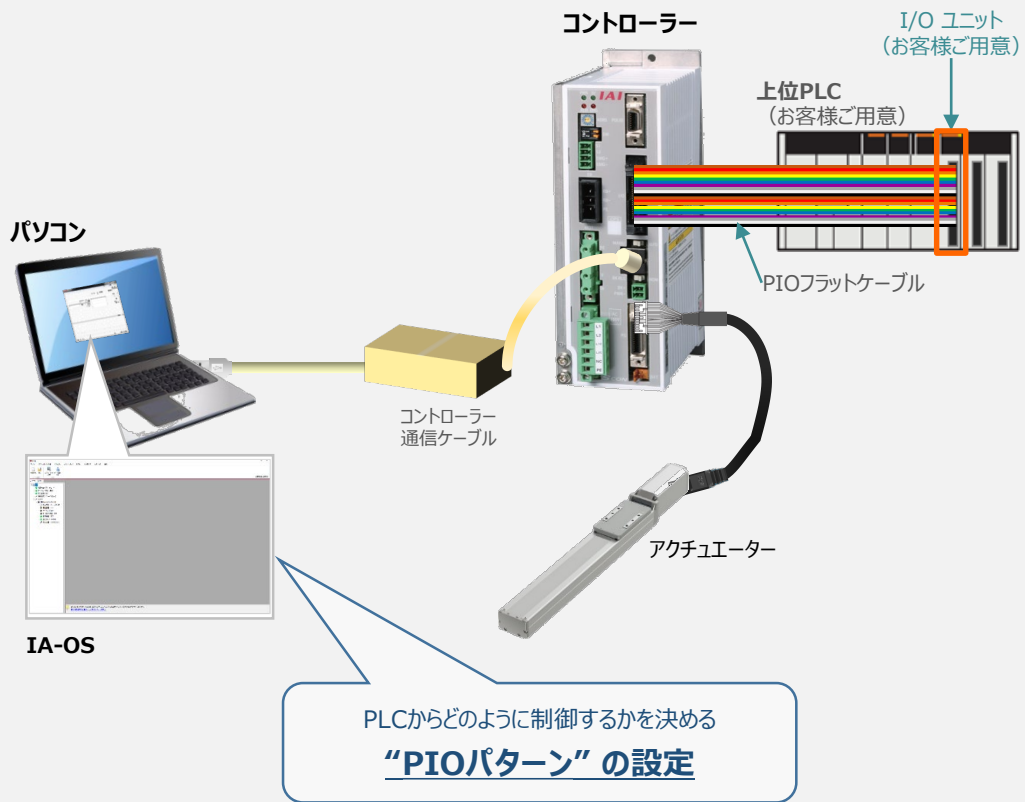 コントローラー
I/O ユニット
（お客様ご用意）
上位PLC
（お客様ご用意）
IAI
パソコン
PIOフラットケーブル
コントローラー
通信ケーブル
アクチュエーター
IA-OS
PLCからどのように制御するかを決める
“PIOパターン” の設定